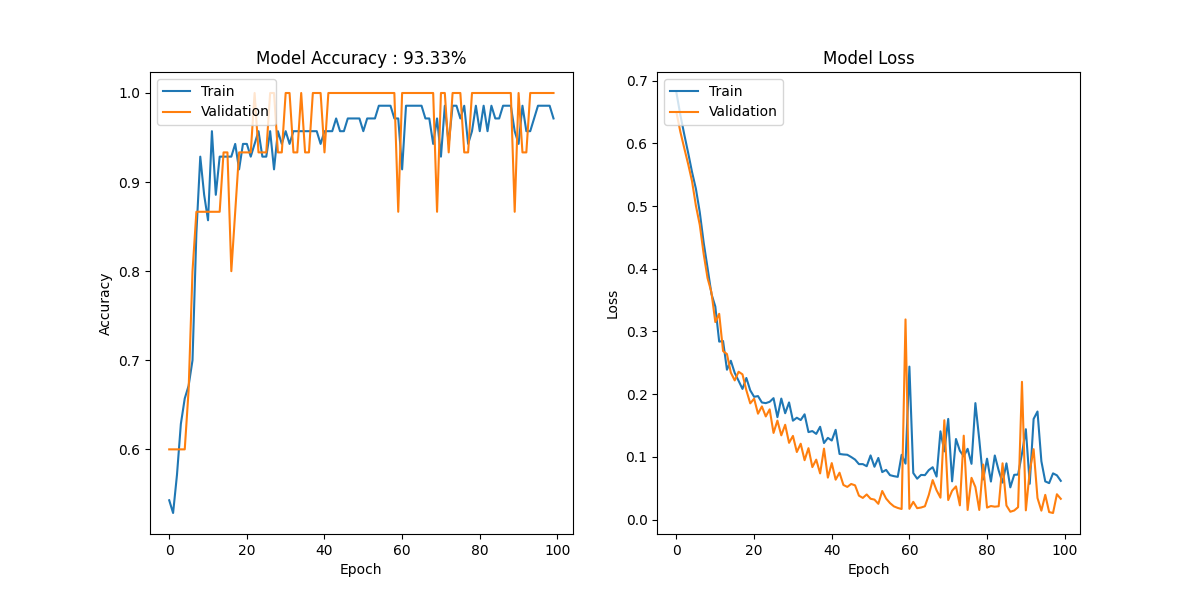 Model Accuracy : 93.33%
Train
Validation
1.0
0.9
0.8
0.7
0.6
Accuracy
0 20 40 60 80 100
Epoch
Model Loss
Train
Validation
0.7
0.6
0.5
0.4
0.3
0.2
0.1
0.0
Loss
0 20 40 60 80 100
Epoch